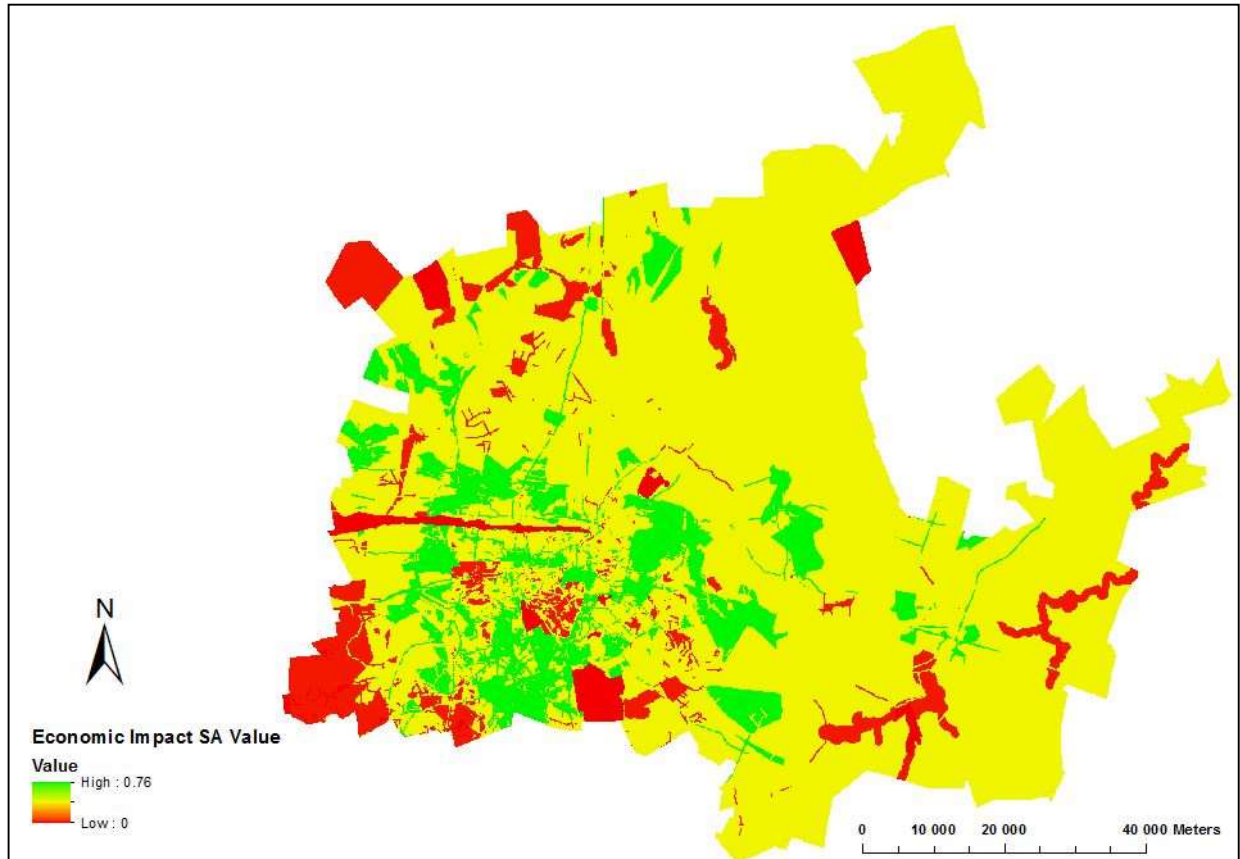 N
Economic Impact SA Value
Value
High : 0.76
Low : 0
0 10 000 20 000 40 000 Meters